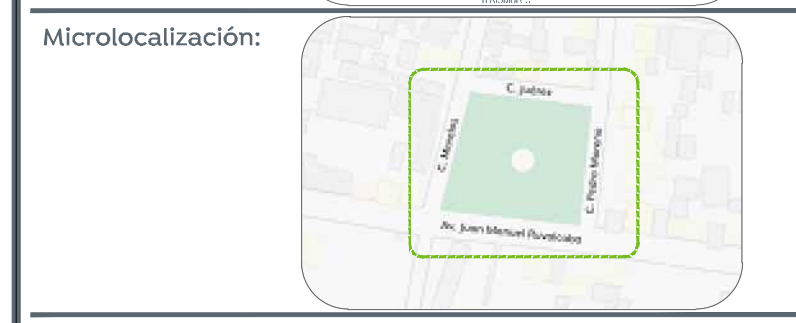 Microlocalización:
C. Juárez
C. Morelos
C. Pedro Moreno
Av. Juan Manuel Ruvalcaba